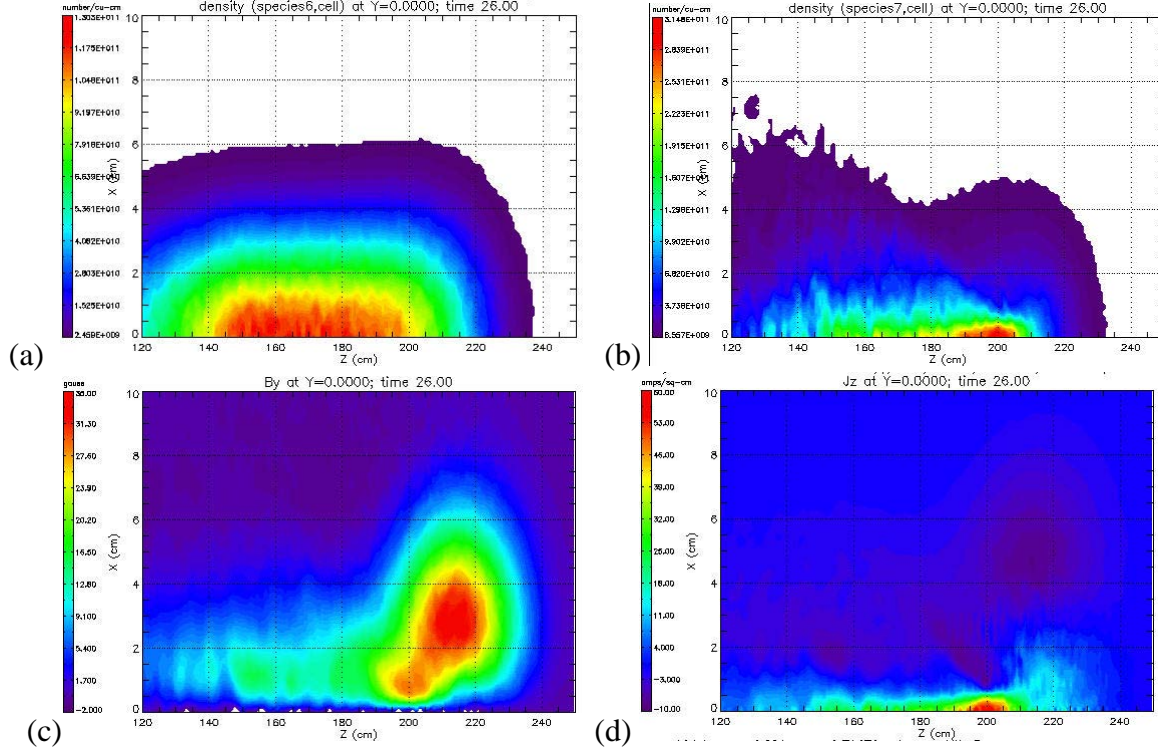 number/cu-cm
density (species6,cell) at Y=0.0000; time 26.00
1.303E+011
1.175E+011
1.048E+011
9.197E+010
7.918E+010
6.640E+010
5.361E+010
4.082E+010
2.803E+010
1.525E+010
2.459E+009
X (cm)
10
8
6
4
2
0
120 140 160 180 200 220 240
Z (cm)
(a)
number/cu-cm
density (species7,cell) at Y=0.0000; time 26.00
3.148E+011
2.839E+011
2.531E+011
2.223E+011
1.915E+011
1.607E+011
1.298E+011
9.902E+010
6.820E+010
3.738E+010
6.557E+009
X (cm)
10
8
6
4
2
0
120 140 160 180 200 220 240
Z (cm)
(b)
gauss
By at Y=0.0000; time 26.00
35.00
31.30
27.60
23.90
20.20
16.50
12.80
9.100
5.400
1.700
-2.000
X (cm)
10
8
6
4
2
0
120 140 160 180 200 220 240
Z (cm)
(c)
amps/sq-cm
Jz at Y=0.0000; time 26.00
60.00
53.00
46.00
39.00
32.00
25.00
18.00
11.00
4.000
-3.000
-10.00
X (cm)
10
8
6
4
2
0
120 140 160 180 200 220 240
Z (cm)
(d)